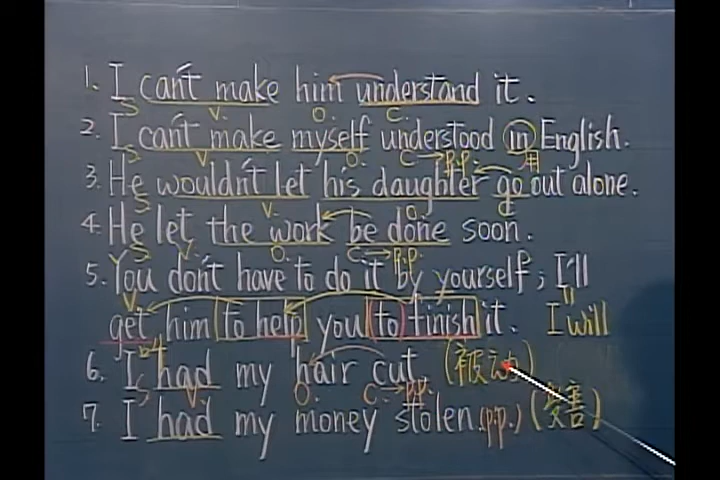 1. I can't make him understand it.
S. V. O. C.
2. I can't make myself understood in English.
S. V. O. C→p.p. 用
3. He wouldn't let his daughter go out alone.
S. V. O. C
4. He let the work be done soon.
S. V. O. C→p.p.
5. You don't have to do it by yourself; I'll
V.
get him to help you (to) finish it. I will
6. I had my hair cut. (被动)
S. V. O. C→p.p.
7. I had my money stolen.(p.p.) (受害)